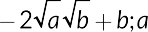 −2√a√b + b; a